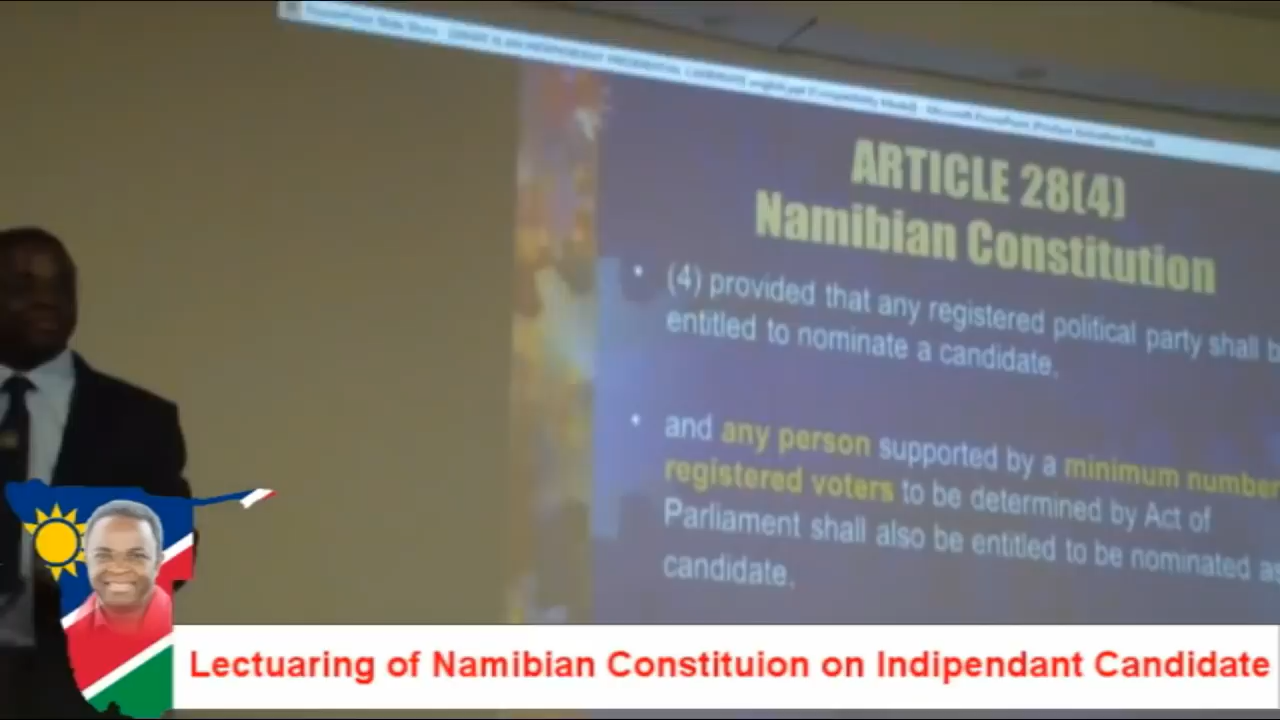 ARTICLE 28(4)
Namibian Constitution
(4) provided that any registered political party shall
entitled to nominate a candidate.
and any person supported by a minimum number
registered voters to be determined by Act of
Parliament shall also be entitled to be nominated as
candidate.
Lectuaring of Namibian Constituion on Indipendant Candidate